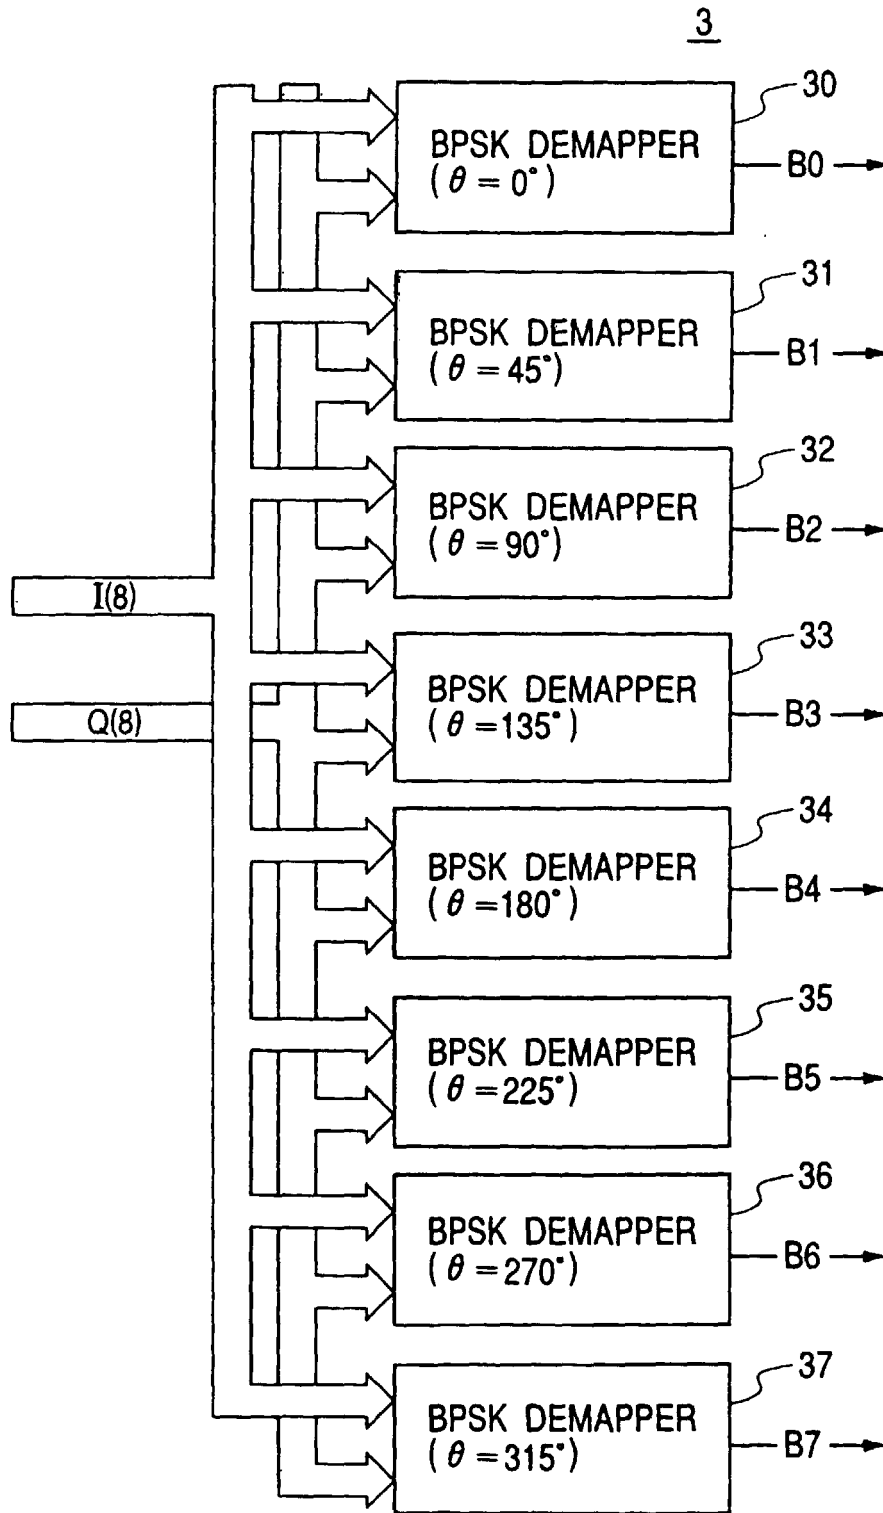 3
30
BPSK DEMAPPER
(θ=0°)
B0
31
BPSK DEMAPPER
(θ=45°)
B1
32
BPSK DEMAPPER
(θ=90°)
B2
I(8)
33
BPSK DEMAPPER
(θ=135°)
B3
Q(8)
34
BPSK DEMAPPER
(θ=180°)
B4
35
BPSK DEMAPPER
(θ=225°)
B5
36
BPSK DEMAPPER
(θ=270°)
B6
37
BPSK DEMAPPER
(θ=315°)
B7